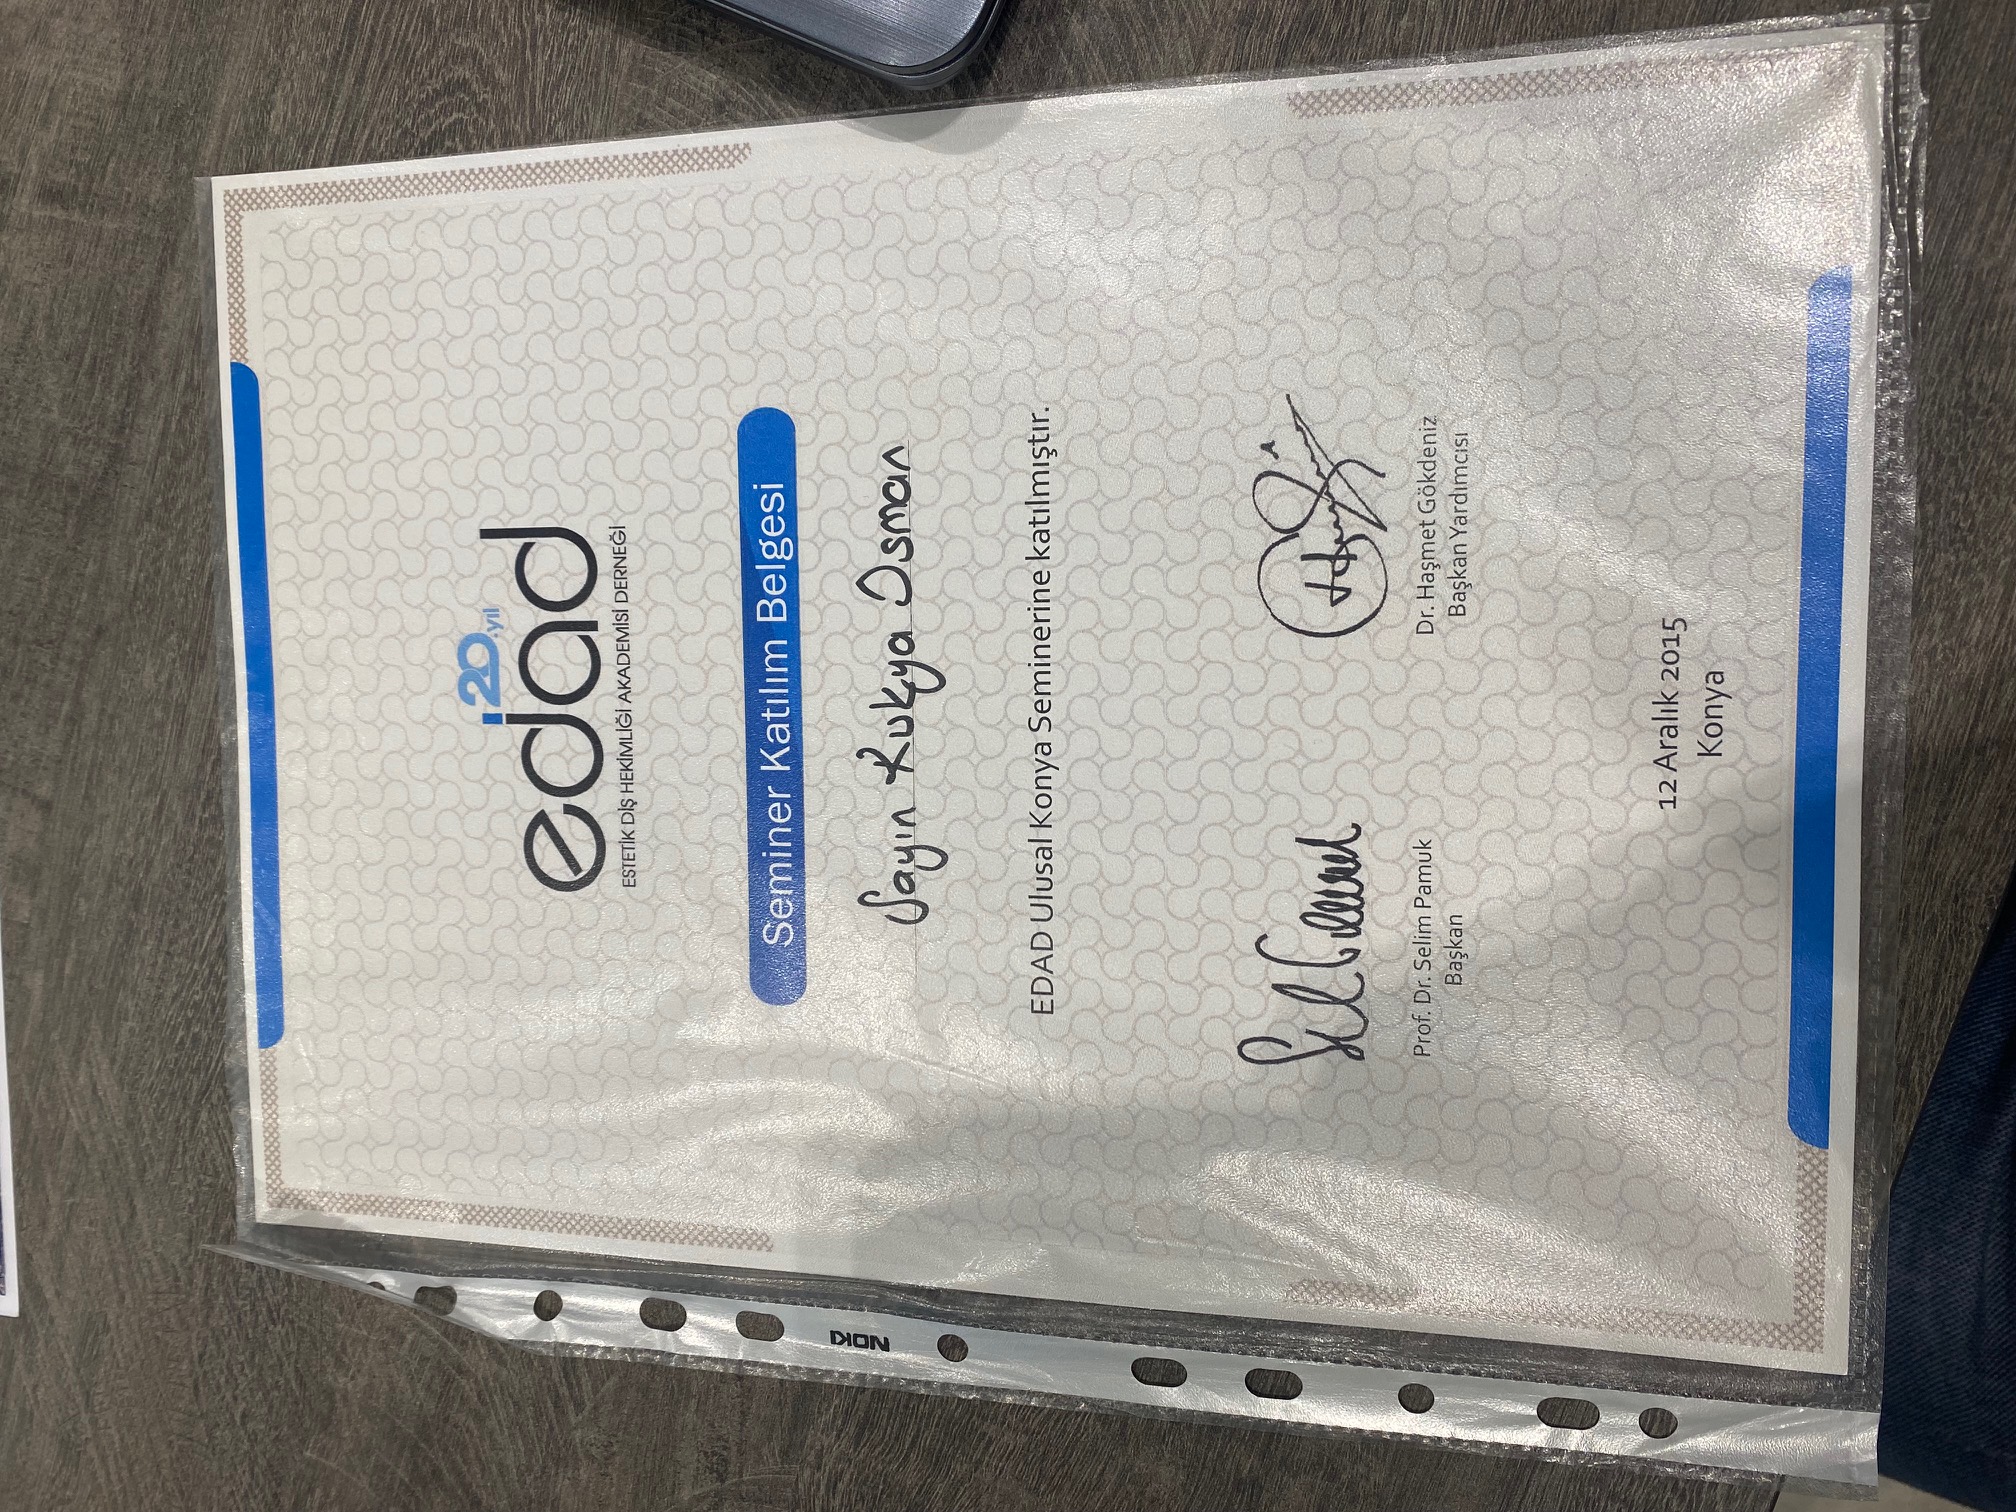 20.yıl
edad
ESTETİK DİŞ HEKİMLİĞİ AKADEMİSİ DERNEĞİ
Seminer Katılım Belgesi
Sayın Rukya Osman
EDAD Ulusal Konya Seminerine katılmıştır.
Prof. Dr. Selim Pamuk
Başkan
Dr. Haşmet Gökdeniz
Başkan Yardımcısı
12 Aralık 2015
Konya
NOKI